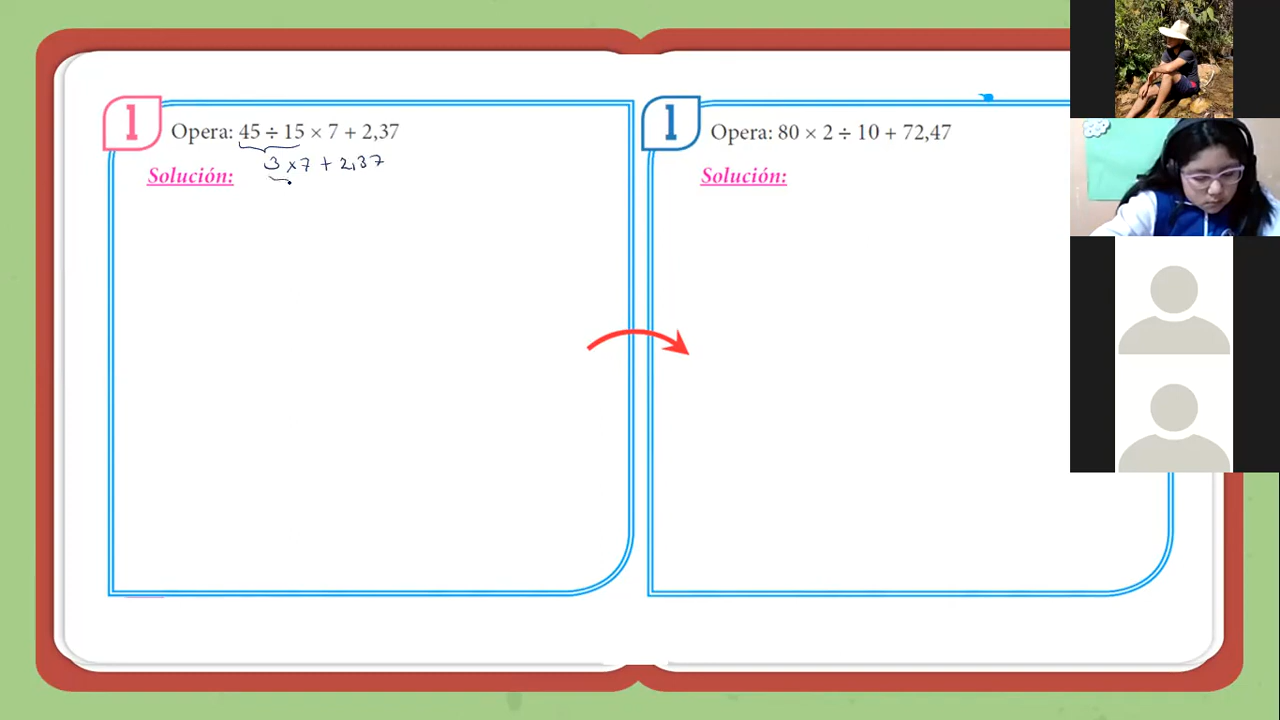 1
Opera: 45 ÷ 15 × 7 + 2,37
3 × 7 + 2,37
Solución:
1
Opera: 80 × 2 ÷ 10 + 72,47
Solución: